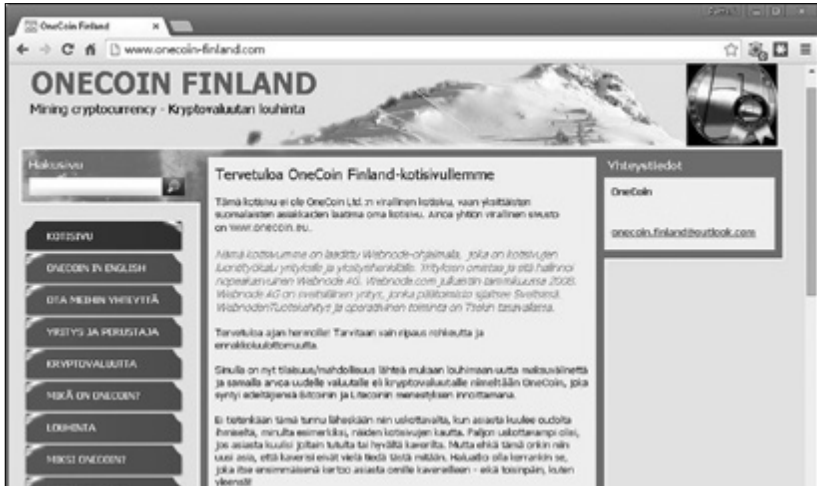 OneCoin Finland
www.onecoin-finland.com
ONECOIN FINLAND
Mining cryptocurrency - Kryptovaluutan louhinta
Hakusivu
KOTISIVU
ONECOIN IN ENGLISH
OTA MEIHIN YHTEYTTÄ
YRITYS JA PERUSTAJA
KRYPTOVALUUTTA
MIKÄ ON ONECOIN?
LOUHINTA
MIKSI ONECOIN?
Tervetuloa OneCoin Finland-kotisivullemme
Tämä kotisivu ei ole OneCoin Ltd.:n virallinen kotisivu, vaan yksittäisten
suomalaisten asiakkaiden laatima oma kotisivu. Ainoa yhtiön virallinen sivusto
on www.onecoin.eu.
Nämä kotisivumme on laadittu Webnode-ohjelmalla, joka on kotisivujen
luontityökalu yrityksille ja yksityishenkilöille. Yrityksen omistaa ja sitä hallinnoi
nopeakasvuinen Webnode AG. Webnode.com julkaistiin tammikuussa 2008.
Webnode AG on sveitsiläinen yritys, jonka päätoimisto sijaitsee Sveitsissä.
WebnodenTuotekehitys ja operatiivinen toiminta on Tsekin tasavallassa.
Tervetuloa ajan hermolle! Tarvitaan vain ripaus rohkeutta ja
ennakkoluulottomuutta.
Sinulla on nyt tilaisuus/mahdollisuus lähteä mukaan louhimaan uutta maksuvälinettä
ja samalla arvoa uudelle valuutalle eli kryptovaluutalle nimeltään OneCoin, joka
syntyi edeltäjiensä Bitcoinin ja Litecoinin menestyksen innoittamana.
Ei tietenkään tämä tunnu läheskään niin uskottavalta, kun asiasta kuulee oudoilta
ihmiseltä, minulta esimerkiksi, näiden kotisivujen kautta. Paljon uskottavampi olisi,
jos asiasta kuulisi joltain tutulta tai hyvältä kaverilta. Mutta ehkä tämä onkin niin
uusi asia, että kaverisi eivät vielä tiedä tästä mitään. Haluatko olla kerrankin se,
joka itse ensimmäisenä kertoo asiasta omille kavereilleen - eikä toisinpäin, kuten
yleensä?
Yhteystiedot
OneCoin
onecoin.finland@outlook.com